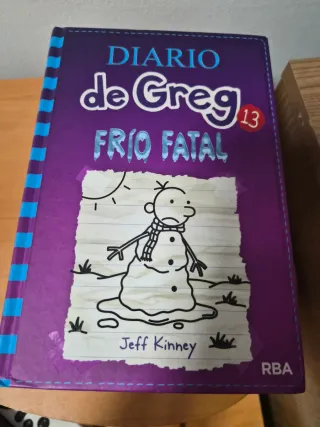 DIARIO
de Greg
13
FRÍO FATAL
Jeff Kinney
RBA